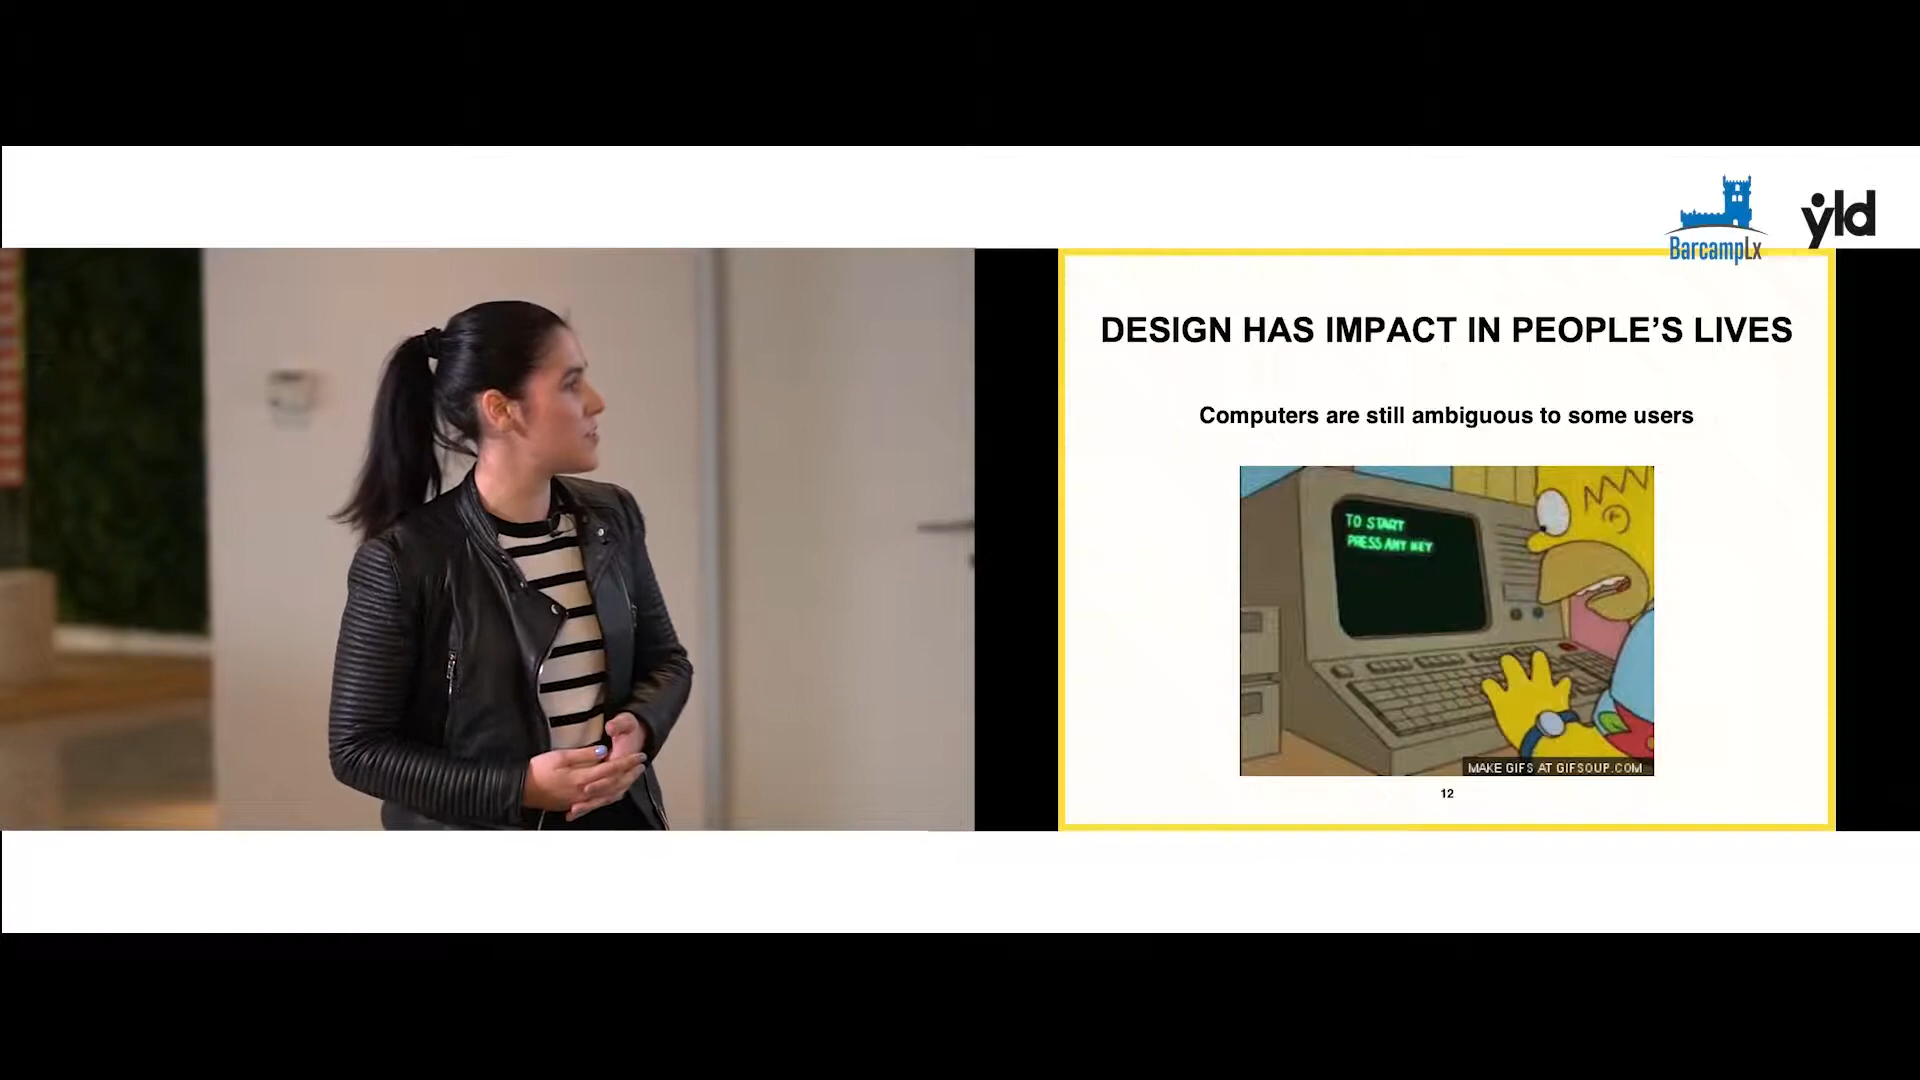 BarcampLx
yld
DESIGN HAS IMPACT IN PEOPLE’S LIVES
Computers are still ambiguous to some users
TO START
PRESS ANY KEY
MAKE GIFS AT GIFSOUP.COM
12